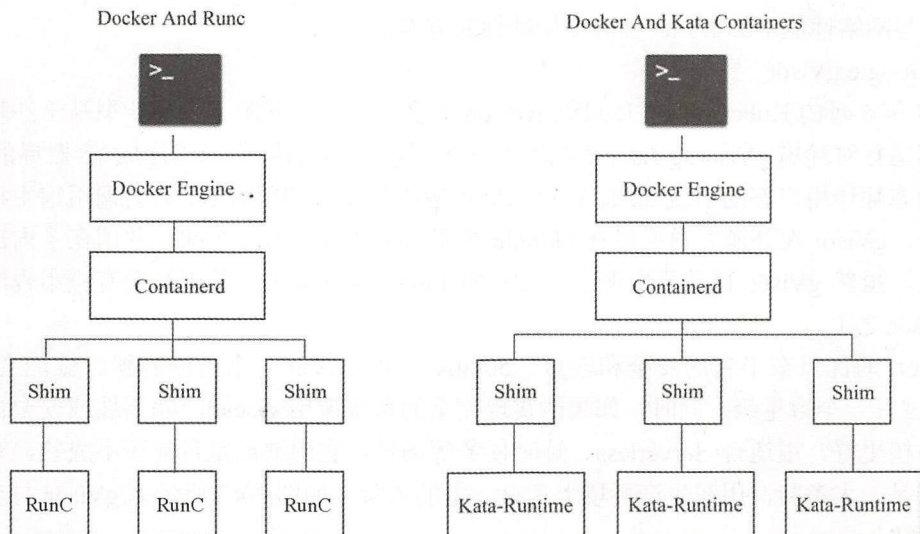 Docker And Runc
>_
Docker Engine
Containerd
Shim Shim Shim
RunC RunC RunC
Docker And Kata Containers
>_
Docker Engine
Containerd
Shim Shim Shim
Kata-Runtime Kata-Runtime Kata-Runtime